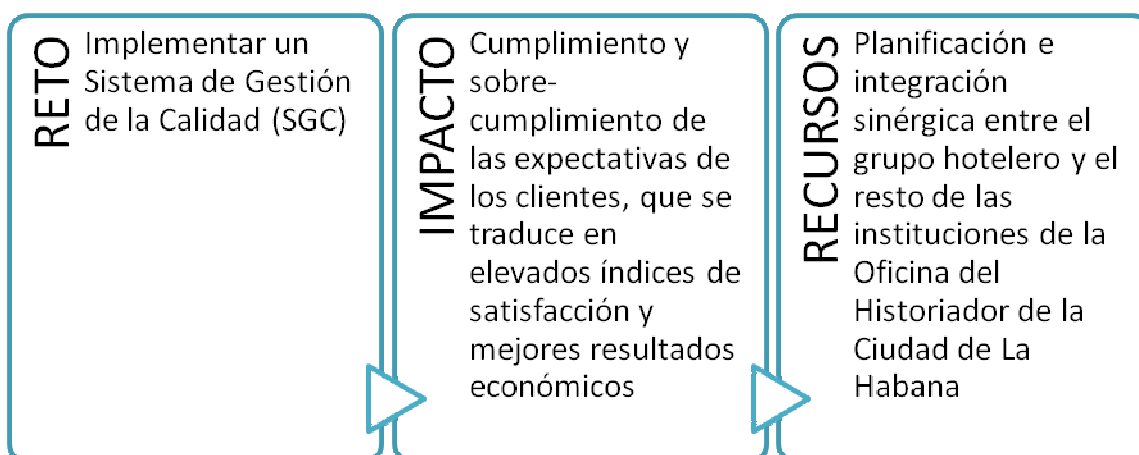 RETO
Implementar un
Sistema de Gestión
de la Calidad (SGC)
IMPACTO
Cumplimiento y
sobre-
cumplimiento de
las expectativas de
los clientes, que se
traduce en
elevados índices de
satisfacción y
mejores resultados
económicos
RECURSOS
Planificación e
integración
sinérgica entre el
grupo hotelero y el
resto de las
instituciones de la
Oficina del
Historiador de la
Ciudad de La
Habana